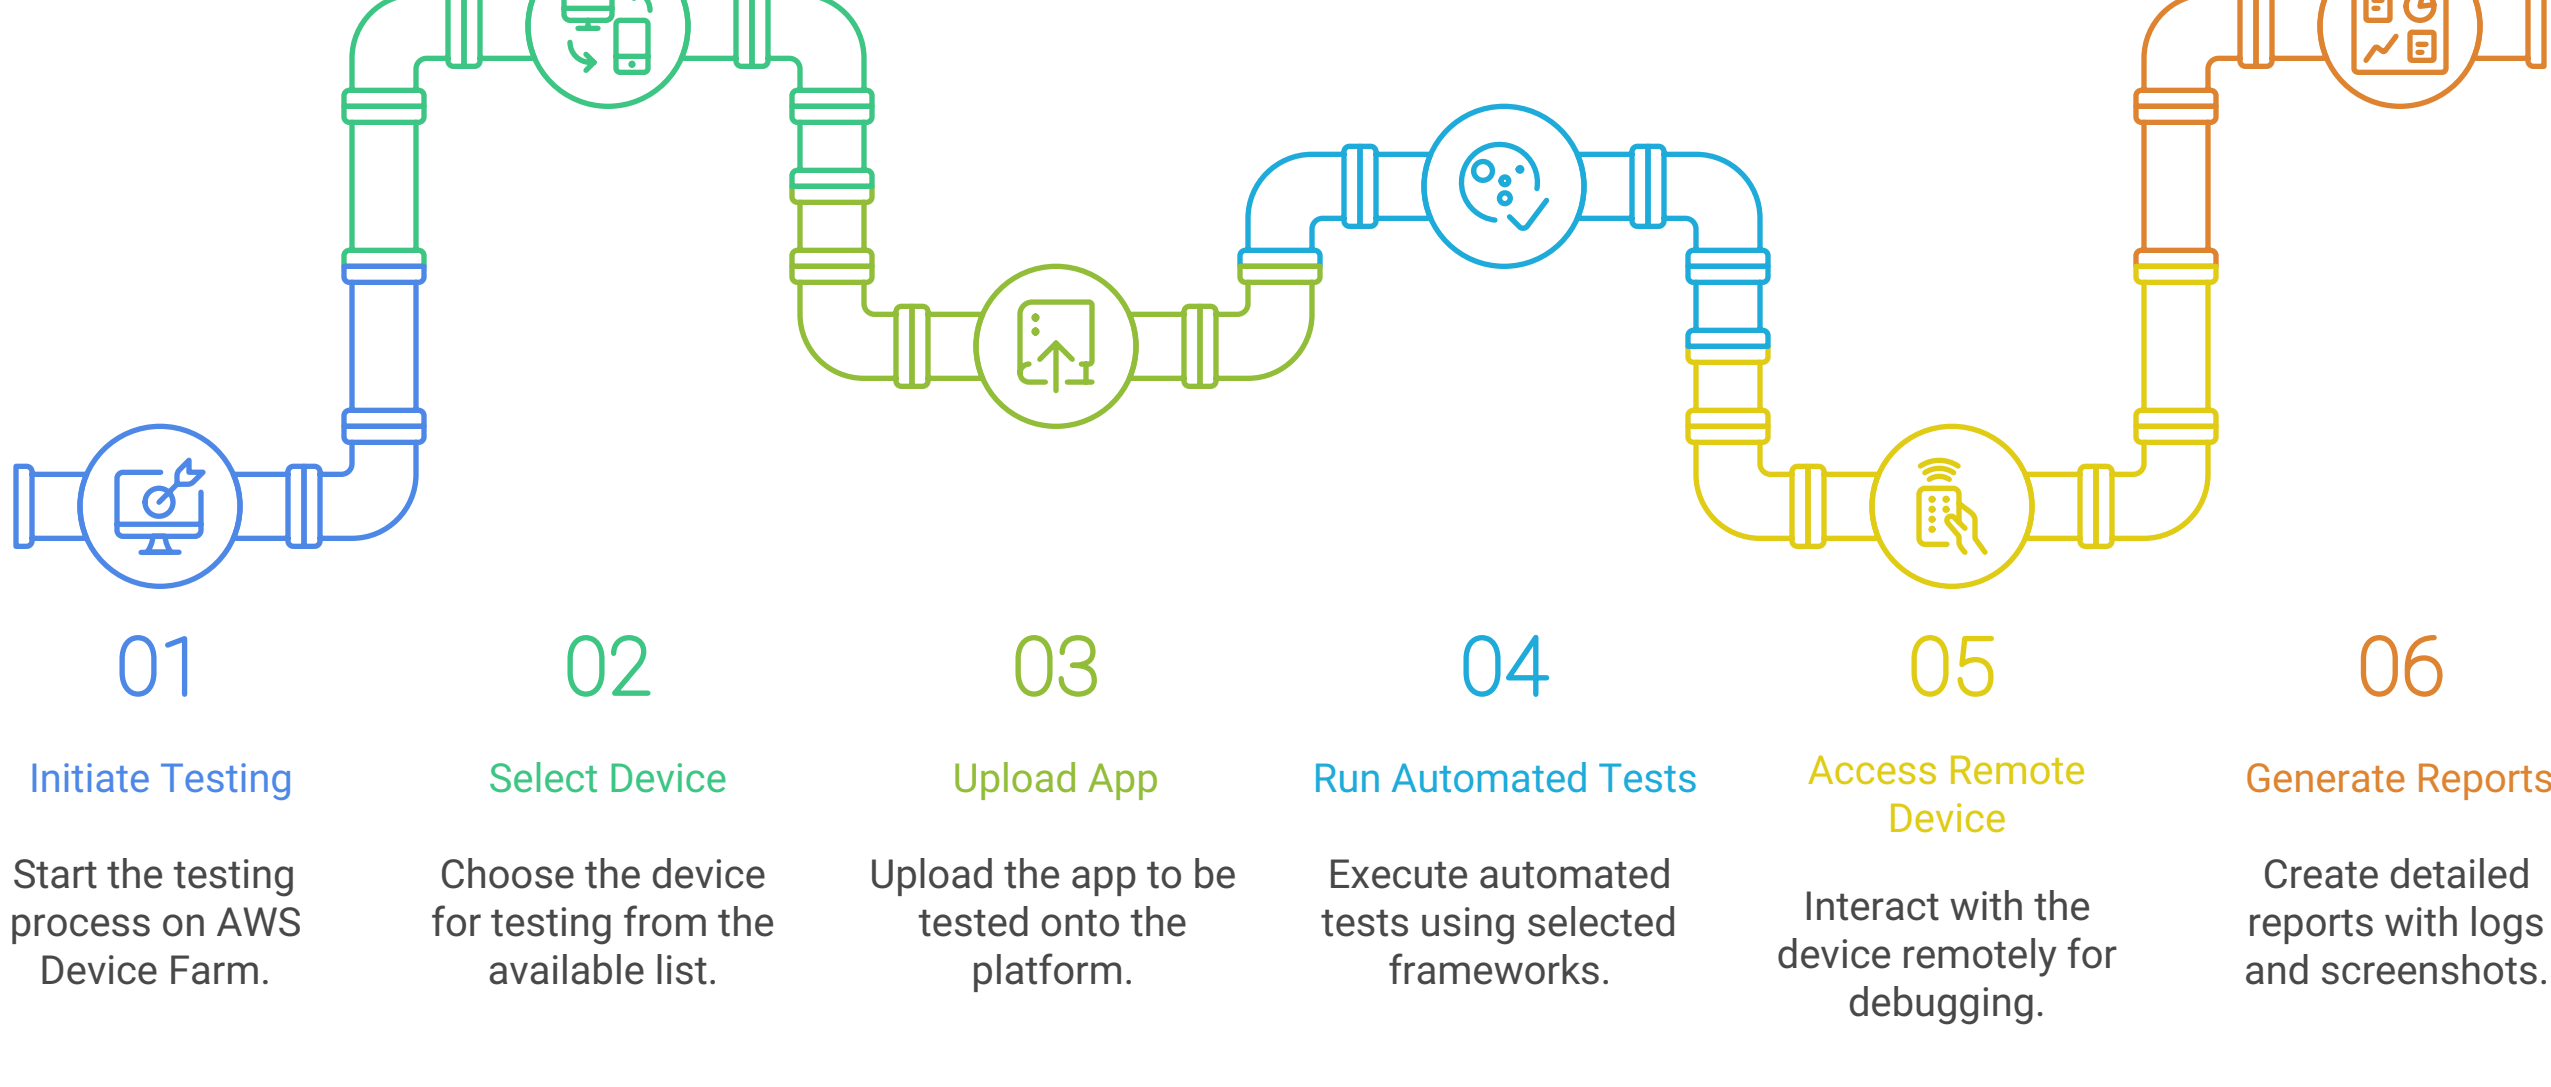 01
Initiate Testing
Start the testing
process on AWS
Device Farm.
02
Select Device
Choose the device
for testing from the
available list.
03
Upload App
Upload the app to be
tested onto the
platform.
04
Run Automated Tests
Execute automated
tests using selected
frameworks.
05
Access Remote
Device
Interact with the
device remotely for
debugging.
06
Generate Reports
Create detailed
reports with logs
and screenshots.